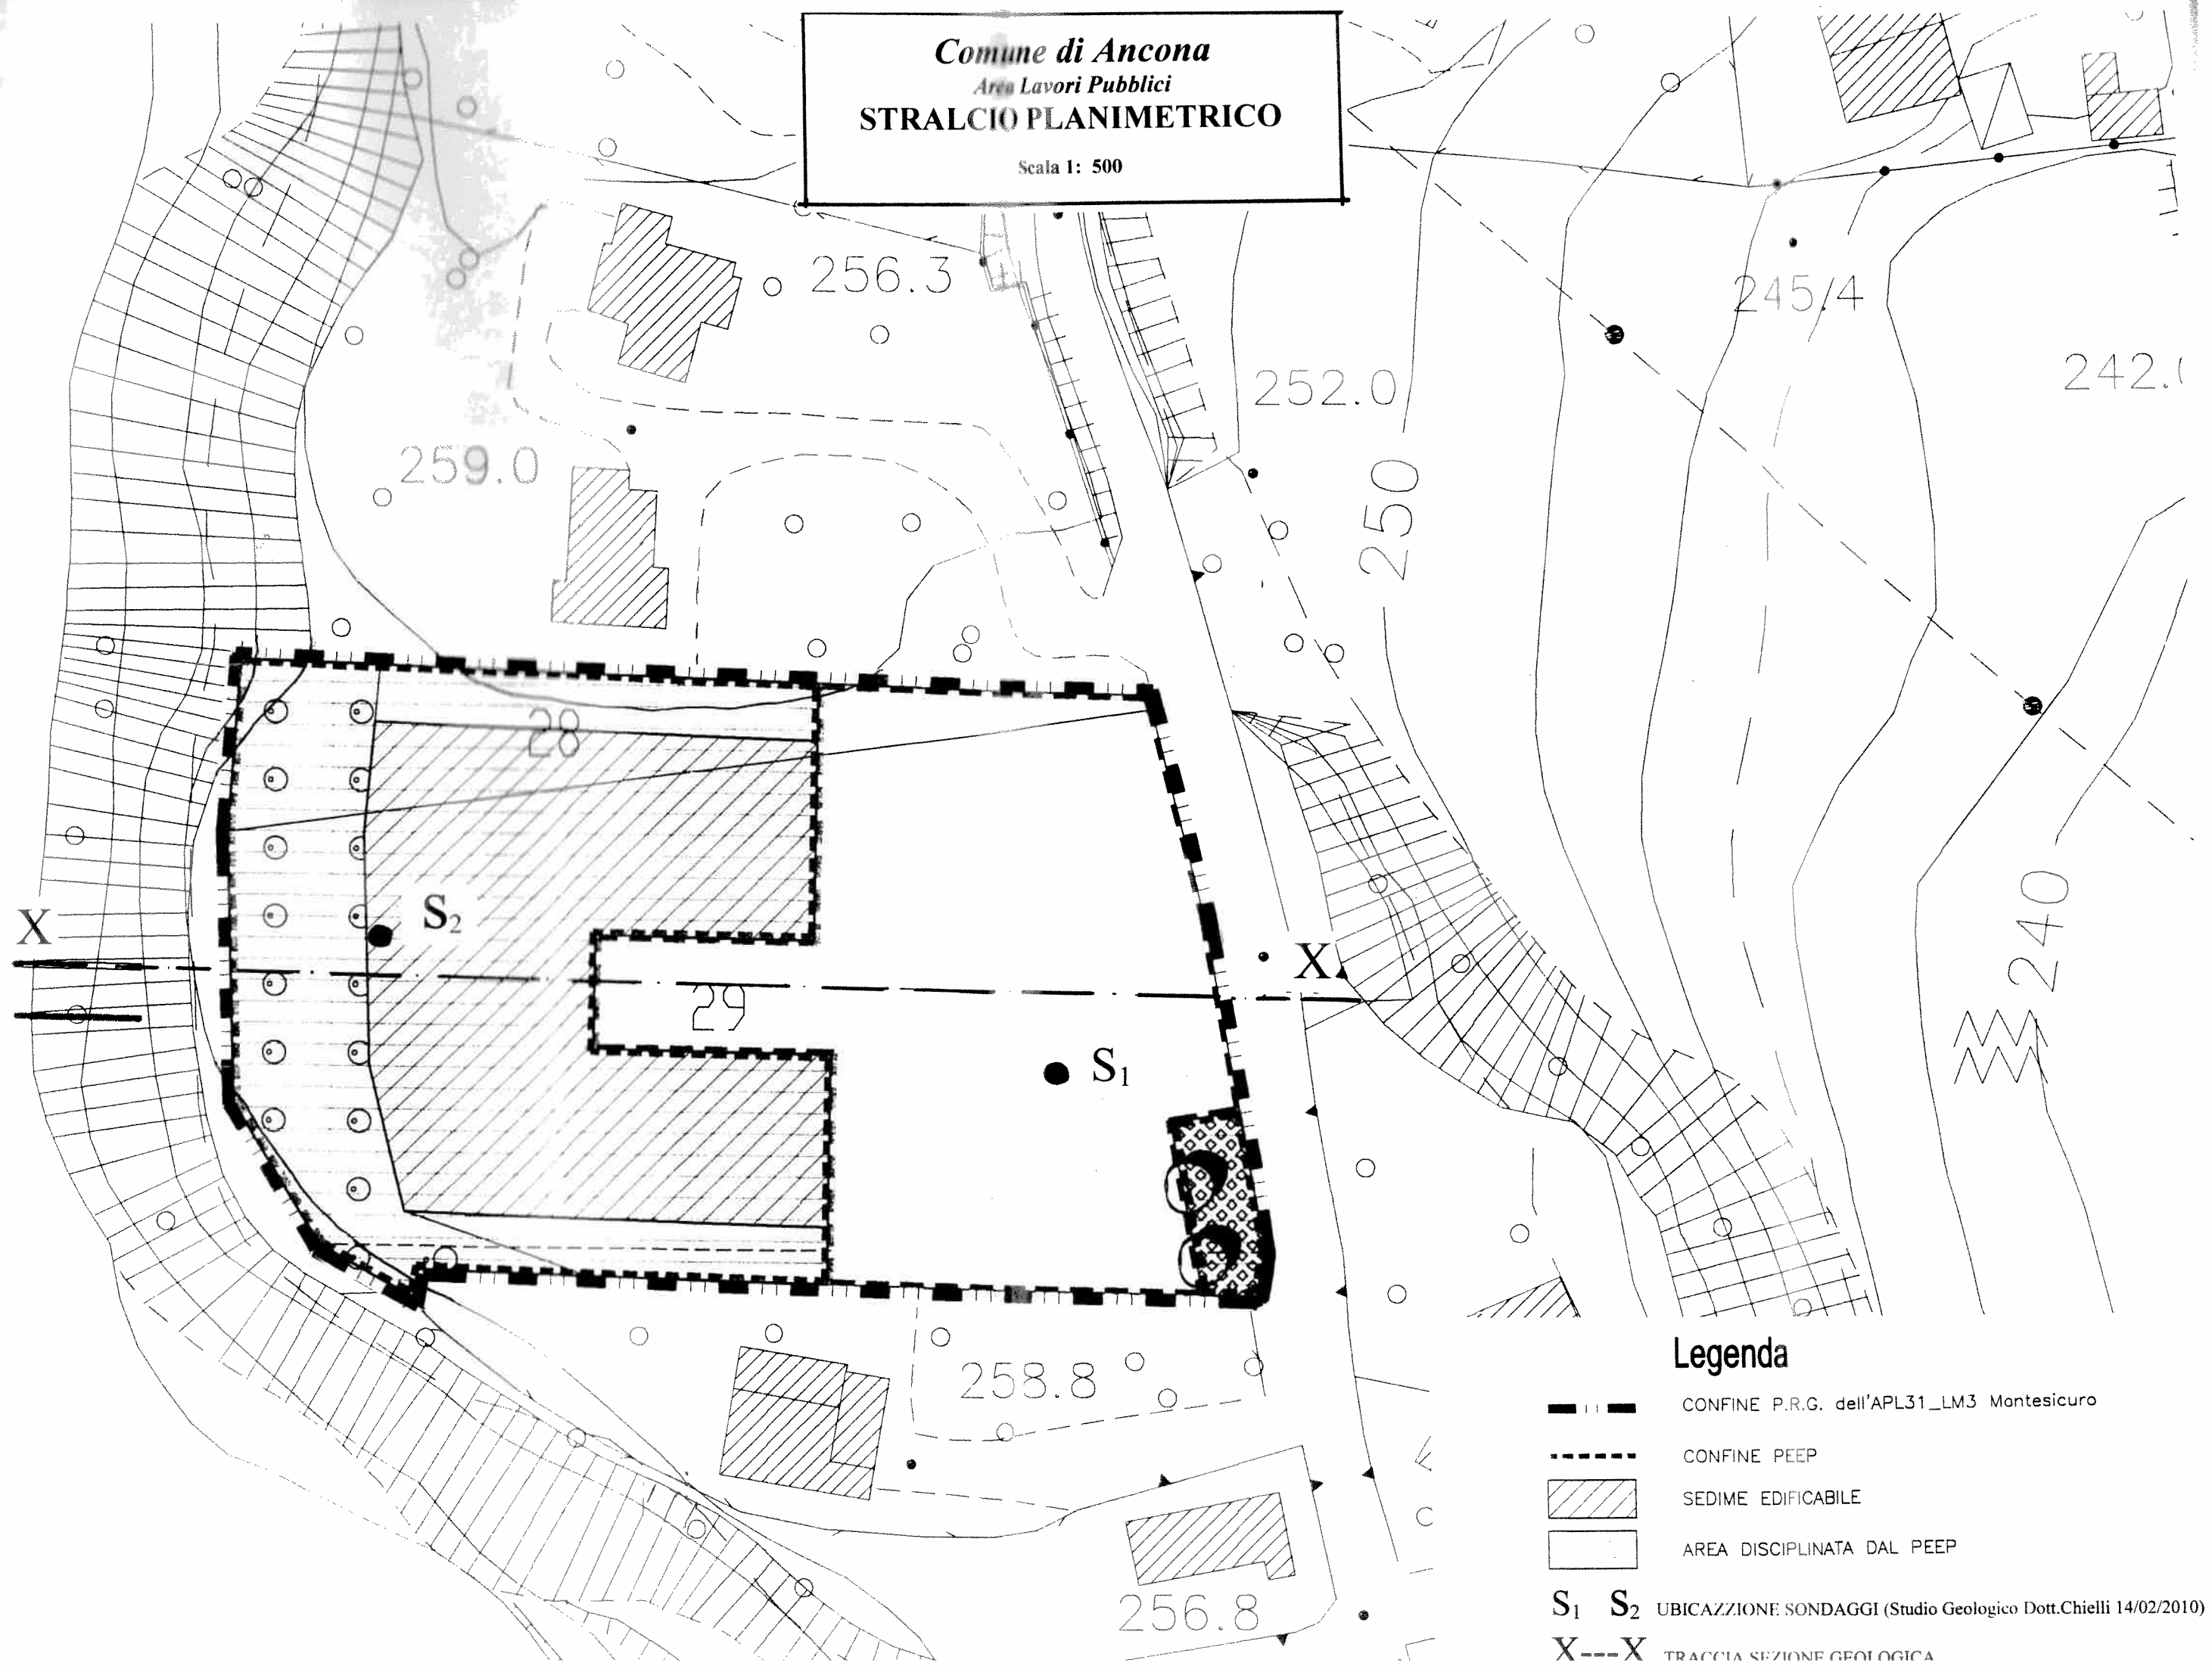 Comune di Ancona
Area Lavori Pubblici
STRALCIO PLANIMETRICO
Scala 1: 500
256.3
245.4
252.0
242.
259.0
250
28
S2
X
X
29
240
S1
258.8
256.8
Legenda
CONFINE P.R.G. dell'APL31_LM3 Montesicuro
CONFINE PEEP
SEDIME EDIFICABILE
AREA DISCIPLINATA DAL PEEP
S1 S2 UBICAZZIONE SONDAGGI (Studio Geologico Dott.Chielli 14/02/2010)
X---X TRACCIA SEZIONE GEOLOGICA